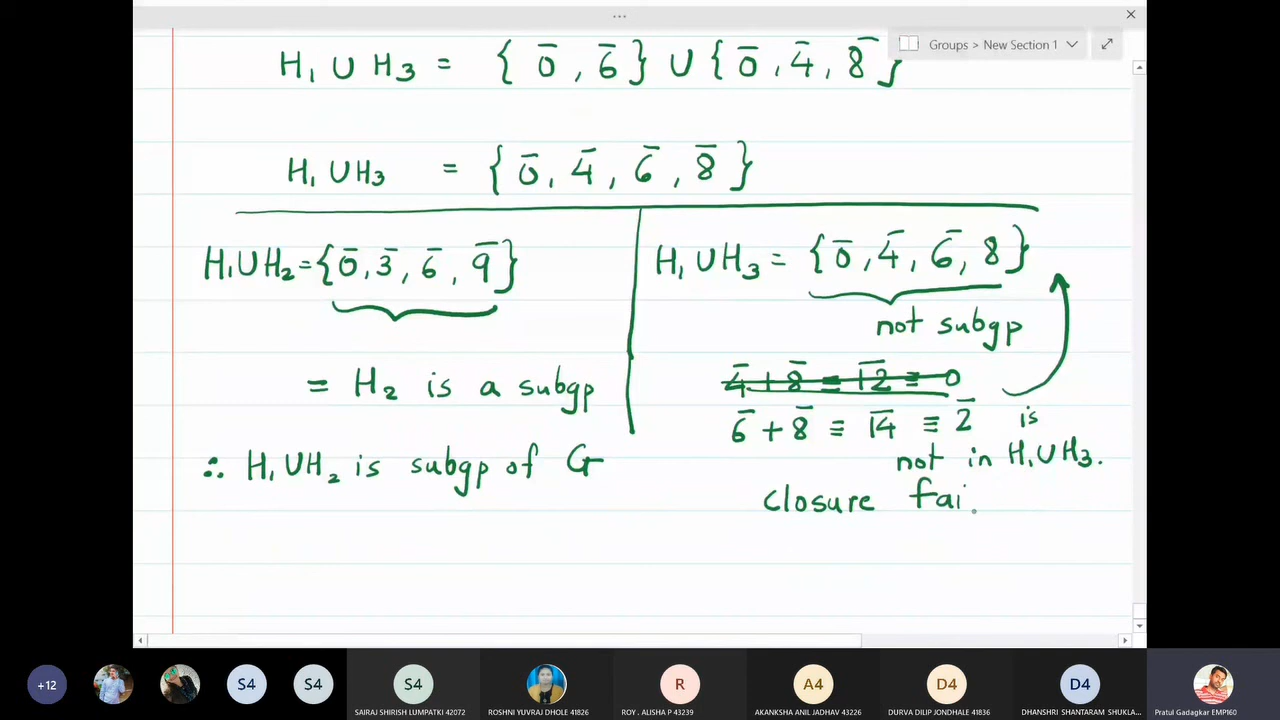 Groups > New Section 1
H₁ ∪ H₃ = { 0̄ , 6̄ } ∪ { 0̄ , 4̄ , 8̄ }
H₁ ∪ H₃ = { 0̄ , 4̄ , 6̄ , 8̄ }
H₁∪H₂ = { 0̄ , 3̄ , 6̄ , 9̄ }
= H₂ is a subgp
∴ H₁∪H₂ is subgp of G
H₁ ∪ H₃ = { 0̄ , 4̄ , 6̄ , 8̄ }
not subgp
4̄ + 8̄ ≡ 1̄2̄ ≡ 0
6̄ + 8̄ ≡ 1̄4̄ ≡ 2̄ is
not in H₁∪H₃.
closure fai
+12
S4
S4
S4
SAIRAJ SHIRISH LUMPATKI 42072
ROSHNI YUVRAJ DHOLE 41826
R
ROY . ALISHA P 43239
A4
AKANKSHA ANIL JADHAV 43226
D4
DURVA DILIP JONDHALE 41836
D4
DHANSHRI SHANTARAM SHUKLA...
Pratul Gadagkar EMP160